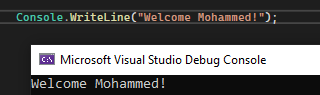 Console.WriteLine("Welcome Mohammed!");
Microsoft Visual Studio Debug Console
Welcome Mohammed!